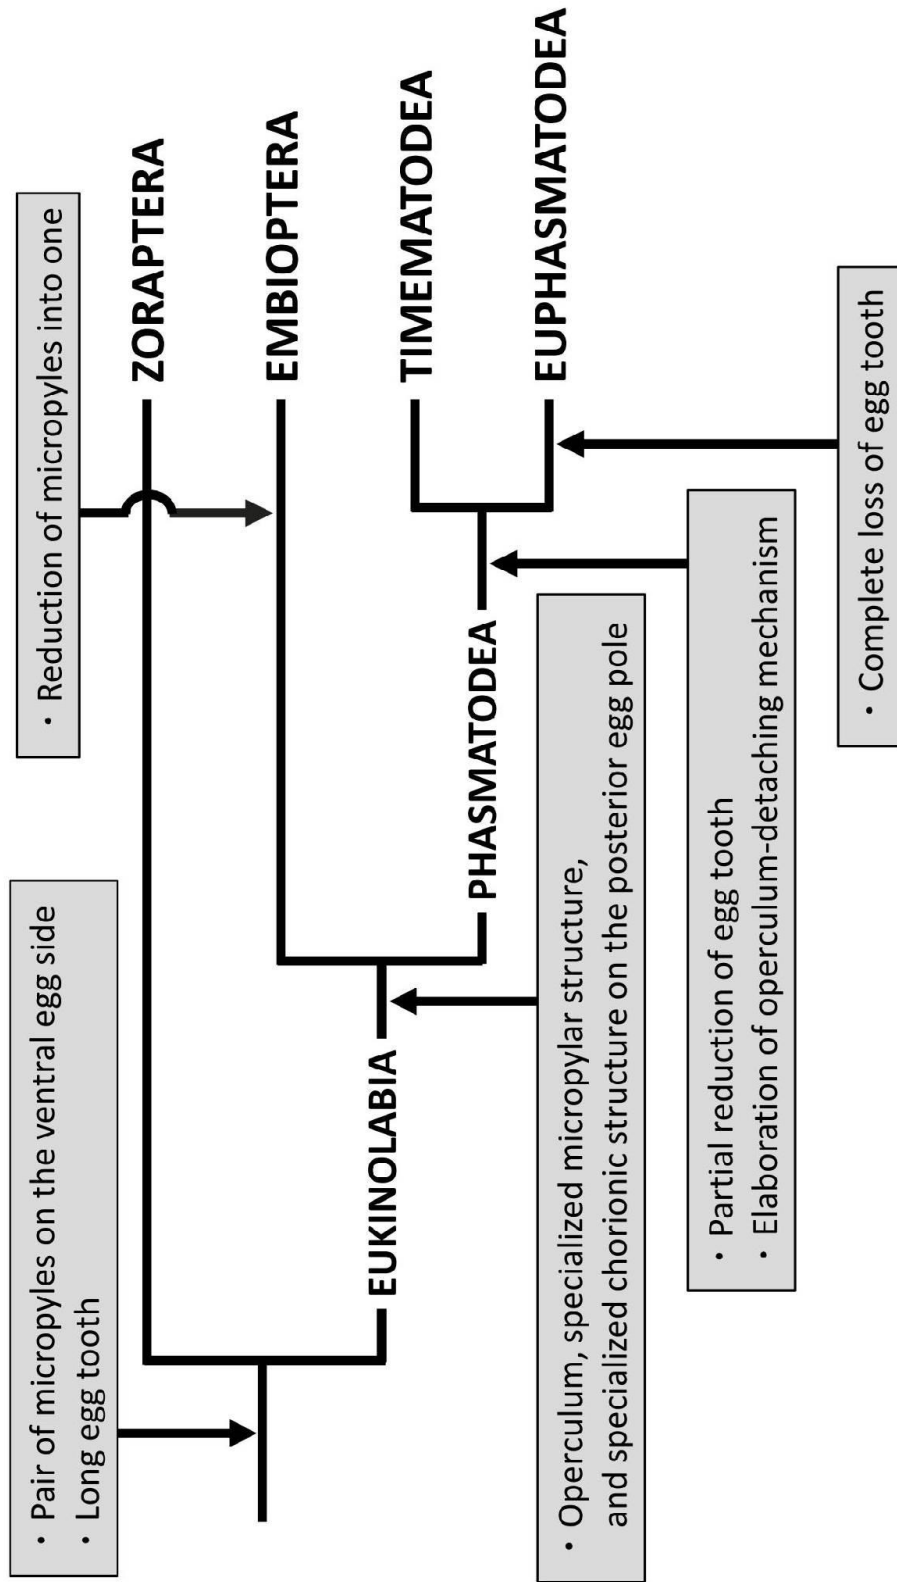 • Pair of micropyles on the ventral egg side
• Long egg tooth
• Reduction of micropyles into one
ZORAPTERA
EMBIOPTERA
EUKINOLABIA
TIMEMATODEA
PHASMATODEA
EUPHASMATODEA
• Operculum, specialized micropylar structure,
and specialized chorionic structure on the posterior egg pole
• Partial reduction of egg tooth
• Elaboration of operculum-detaching mechanism
• Complete loss of egg tooth